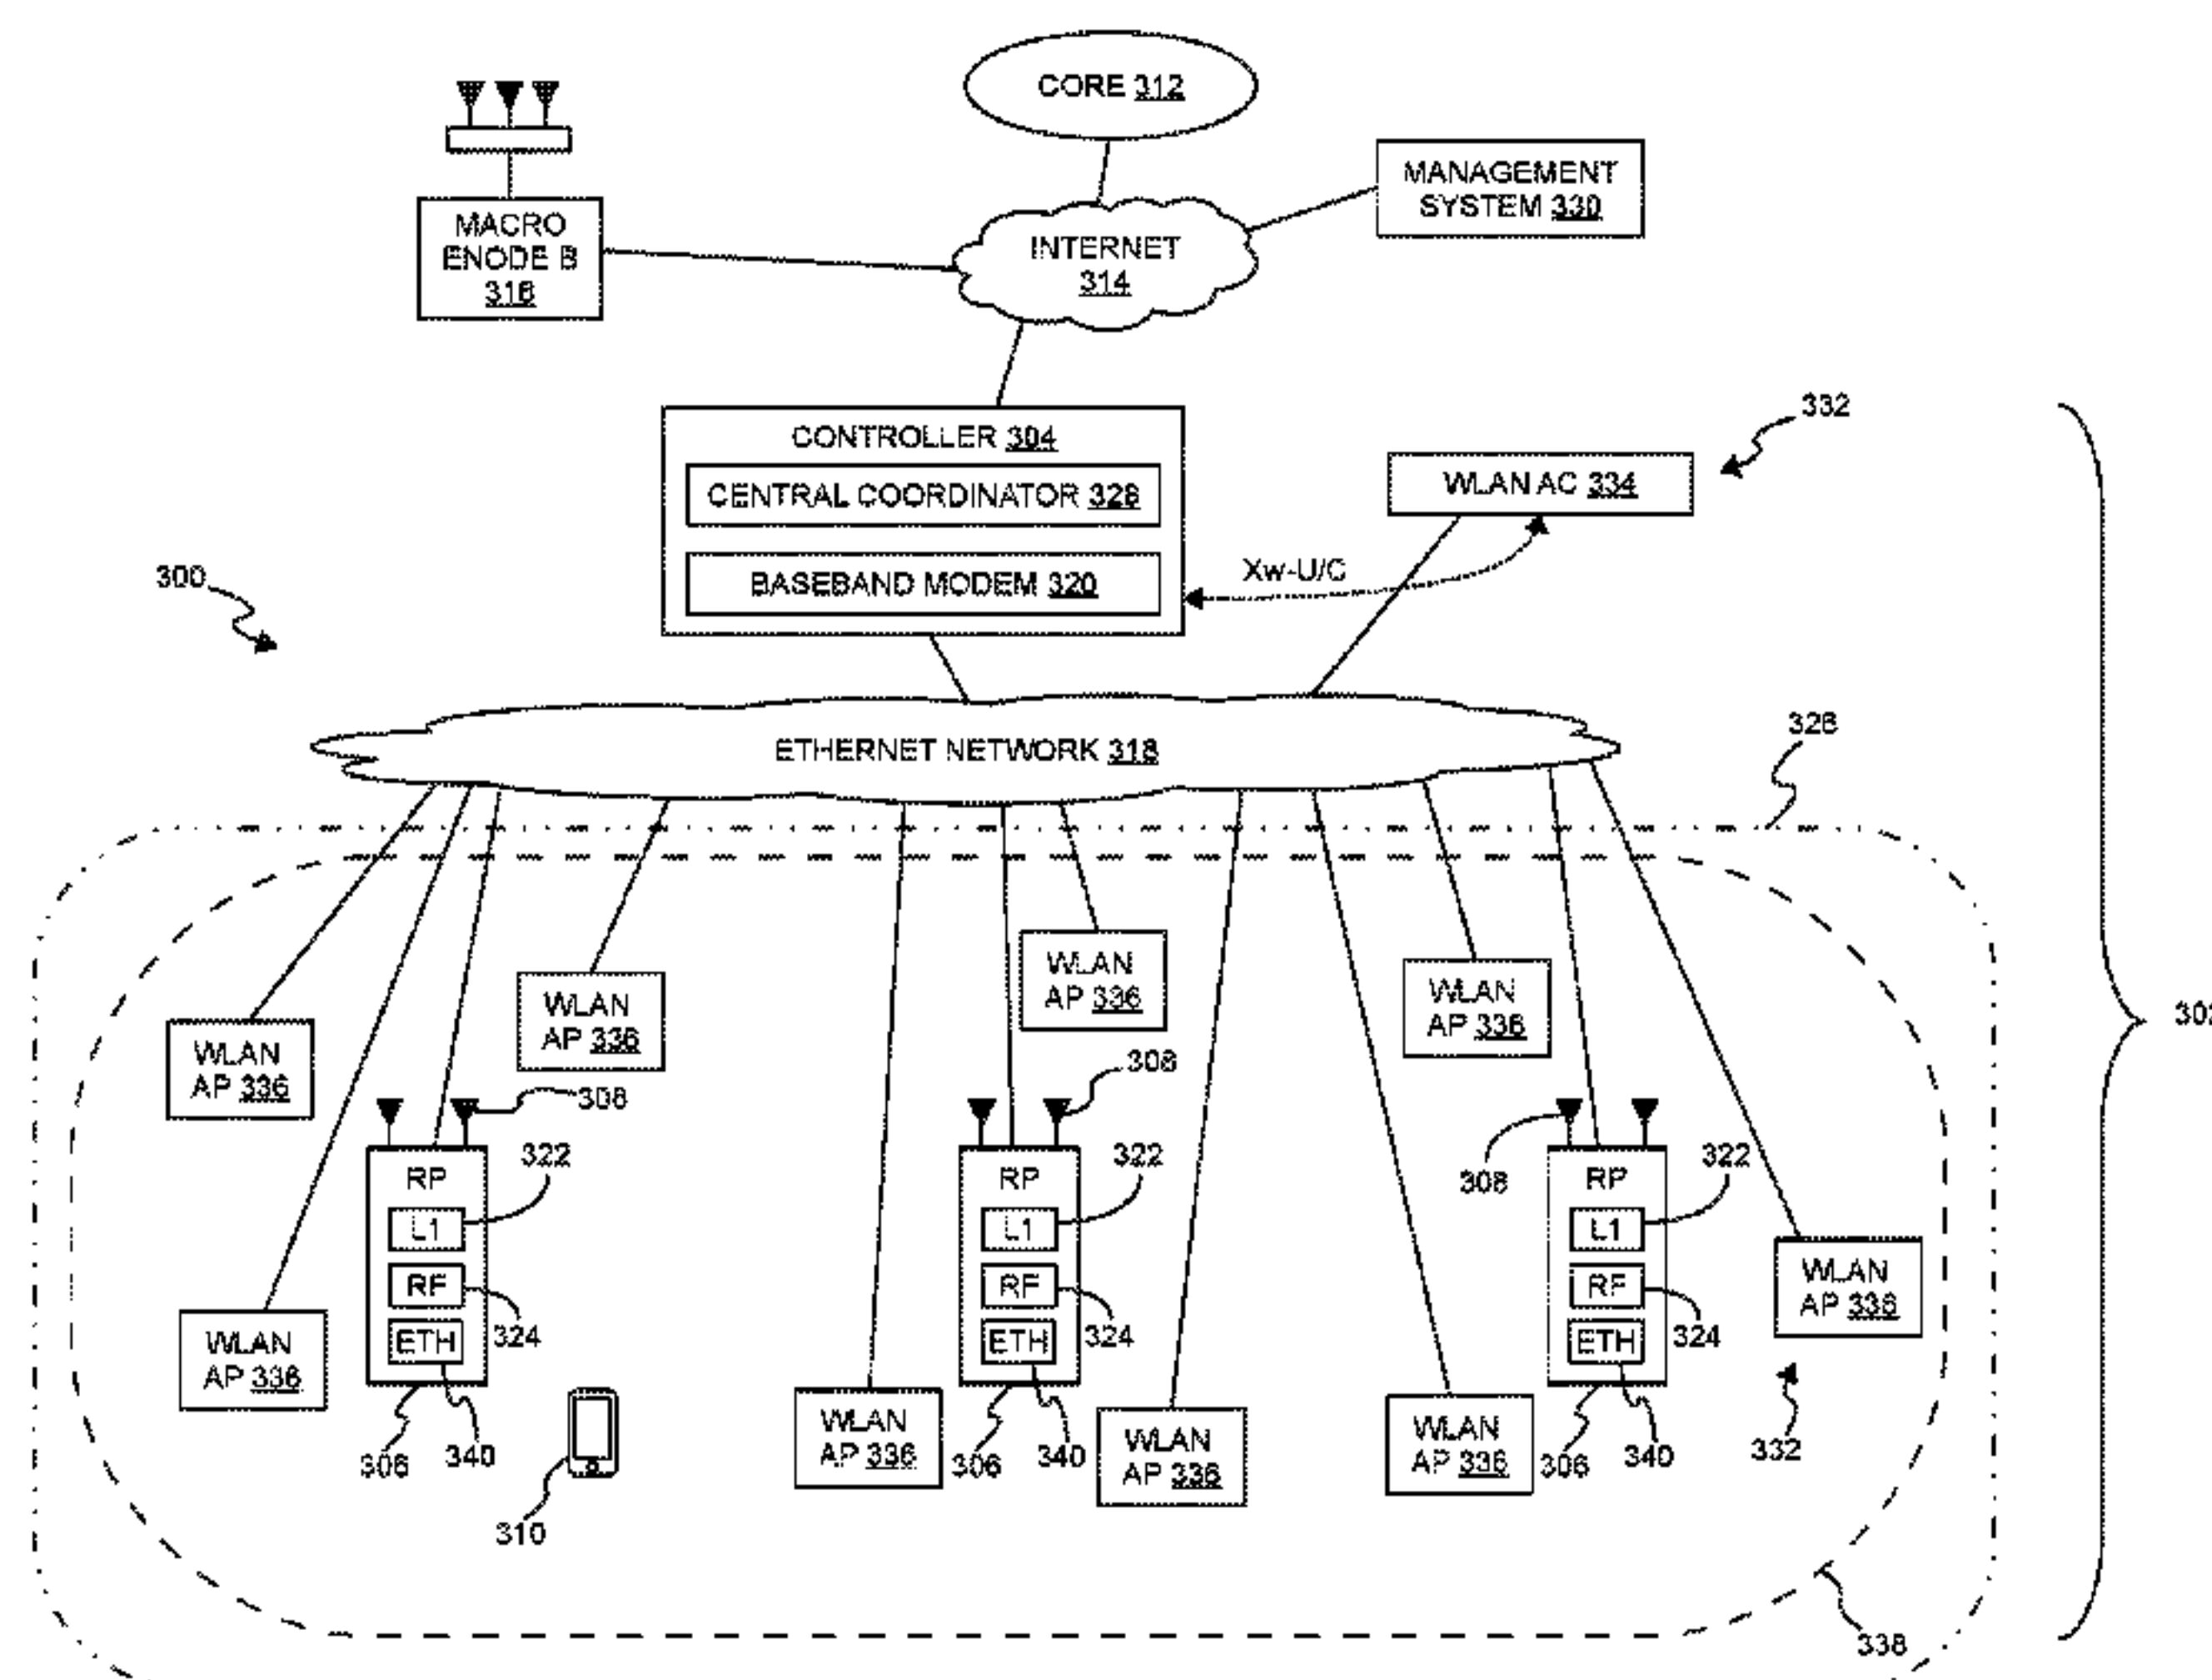 CORE 312
MANAGEMENT
SYSTEM 330
MACRO
ENODE B
316
INTERNET
314
332
CONTROLLER 304
CENTRAL COORDINATOR 328
WLAN AC 334
BASEBAND MODEM 320
Xw-U/C
300
ETHERNET NETWORK 318
326
WLAN
AP 336
WLAN
AP 336
WLAN
AP 336
WLAN
AP 336
308
308
308
RP
L1
RF
ETH
322
324
306
340
RP
L1
RF
ETH
322
324
306
340
RP
L1
RF
ETH
322
324
306
340
WLAN
AP 336
WLAN
AP 336
WLAN
AP 336
WLAN
AP 336
WLAN
AP 336
332
310
338